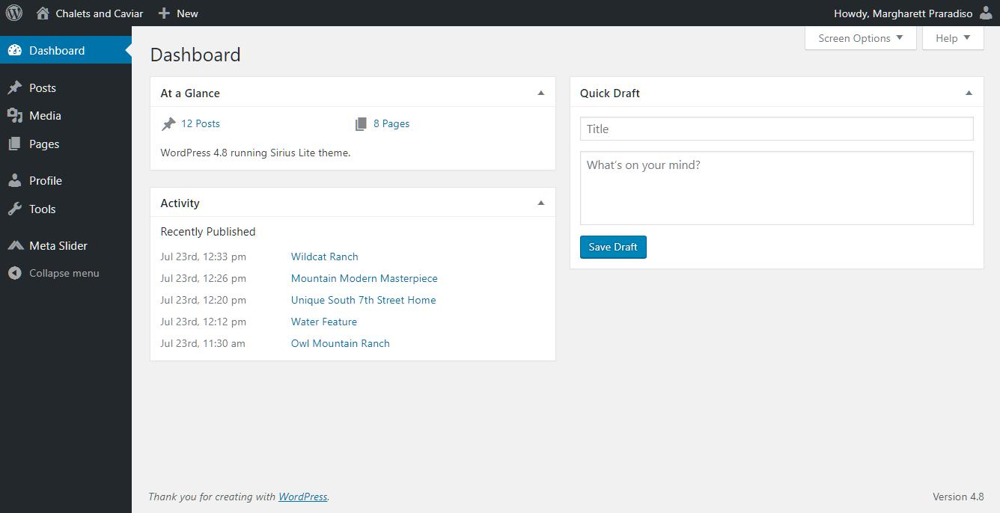 Chalets and Caviar New Howdy, Margharett Praradiso
Screen Options Help
Dashboard
Posts
Media
Pages
Profile
Tools
Meta Slider
Collapse menu
Dashboard
At a Glance
12 Posts 8 Pages
WordPress 4.8 running Sirius Lite theme.
Activity
Recently Published
Jul 23rd, 12:33 pm Wildcat Ranch
Jul 23rd, 12:26 pm Mountain Modern Masterpiece
Jul 23rd, 12:20 pm Unique South 7th Street Home
Jul 23rd, 12:12 pm Water Feature
Jul 23rd, 11:30 am Owl Mountain Ranch
Quick Draft
Title
What’s on your mind?
Save Draft
Thank you for creating with WordPress. Version 4.8